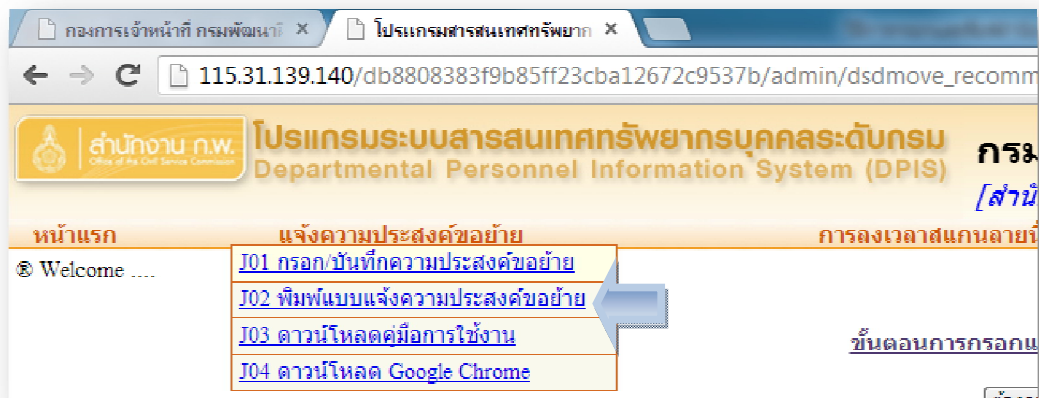 กองการเจ้าหน้าที่ กรมพัฒนา
โปรแกรมสารสนเทศทรัพยาก
115.31.139.140/db8808383f9b85ff23cba12672c9537b/admin/dsdmove_recomm
สำนักงาน ก.พ.
Office of the Civil Service Commission
โปรแกรมระบบสารสนเทศทรัพยากรบุคคลระดับกรม
Departmental Personnel Information System (DPIS)
กรม
[สำนั
หน้าแรก แจ้งความประสงค์ขอย้าย การลงเวลาสแกนลายนิ
® Welcome ....
J01 กรอก/บันทึกความประสงค์ขอย้าย
J02 พิมพ์แบบแจ้งความประสงค์ขอย้าย
J03 ดาวน์โหลดคู่มือการใช้งาน
J04 ดาวน์โหลด Google Chrome
ขั้นตอนการกรอกแ